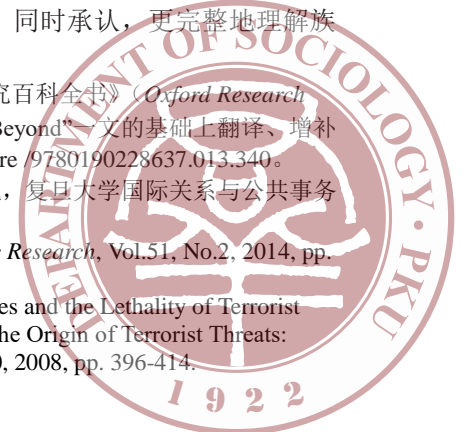 同时承认，更完整地理解族
究百科全书》（Oxford Research
Beyond”一文的基础上翻译、增补
re /9780190228637.013.340。
，复旦大学国际关系与公共事务
Research, Vol.51, No.2, 2014, pp.
es and the Lethality of Terrorist
he Origin of Terrorist Threats:
0, 2008, pp. 396-414.
DEPARTMENT OF SOCIOLOGY · PKU
1922